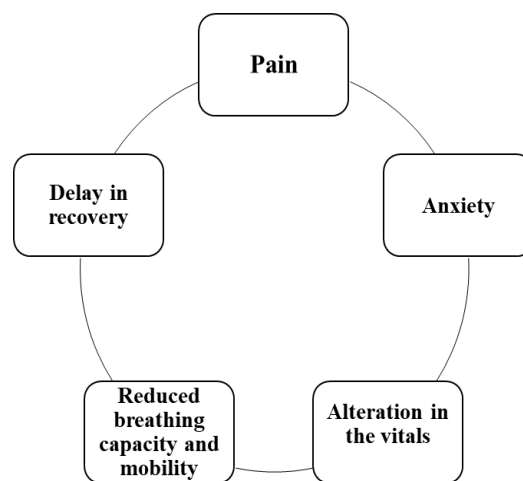 Pain
Anxiety
Alteration in
the vitals
Reduced
breathing
capacity and
mobility
Delay in
recovery